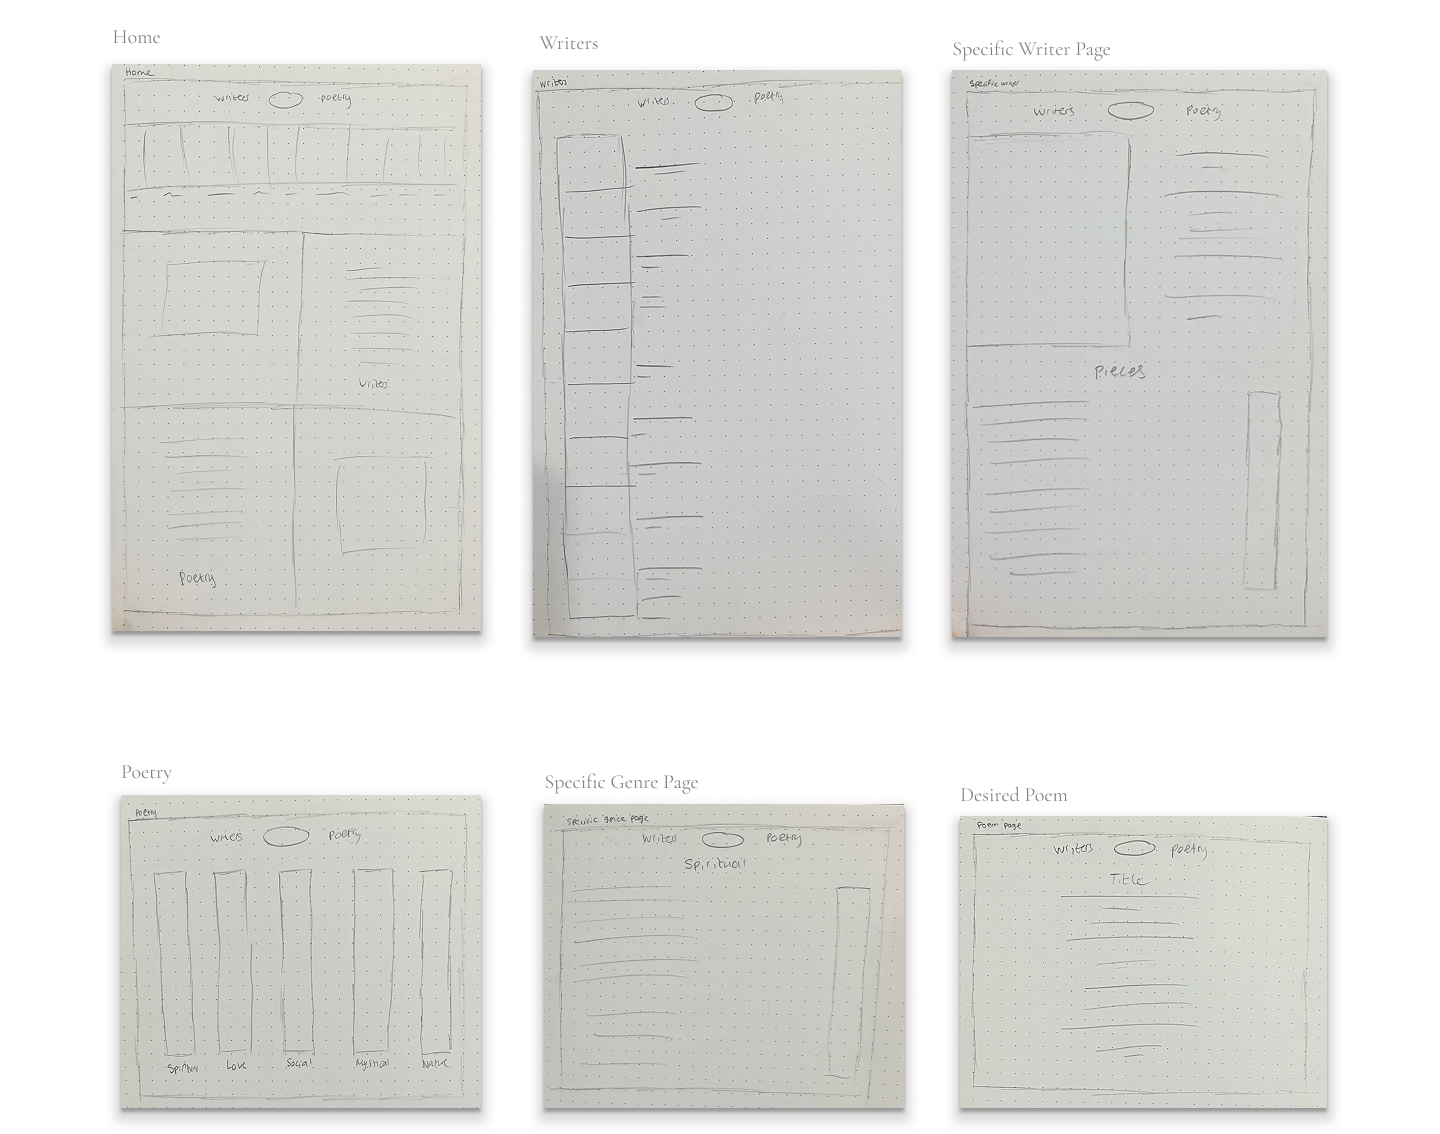 Home
Writers
Specific Writer Page
Home
writers poetry
writer
Poetry
writers
writers poetry
Specific writer
writers Poetry
Pieces
Poetry
Specific Genre Page
Desired Poem
Poetry
writers Poetry
Love Social Mystical Nature
specific genre page
writers Poetry
Spiritual
Poem page
writers poetry
Title